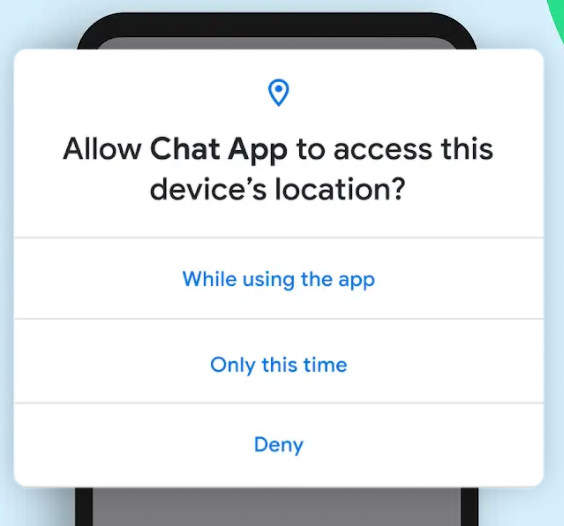 Allow Chat App to access this
device’s location?
While using the app
Only this time
Deny